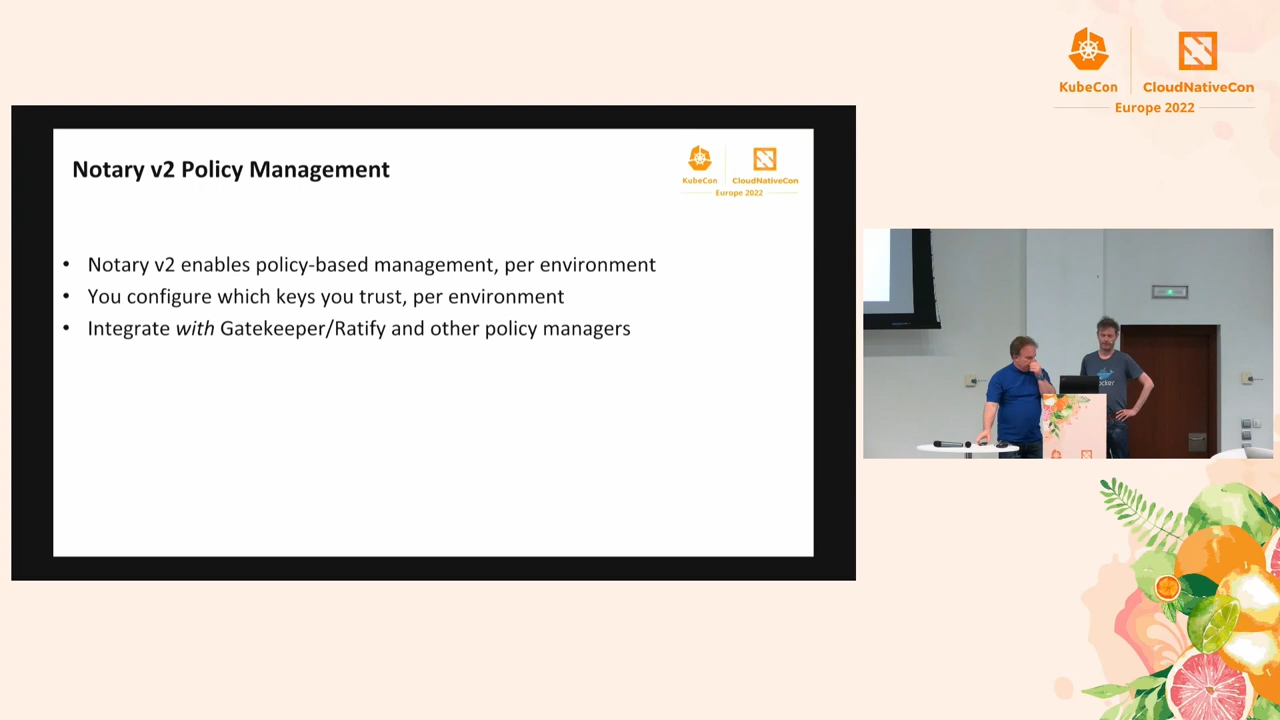 KubeCon
CloudNativeCon
Europe 2022
Notary v2 Policy Management
KubeCon
CloudNativeCon
Europe 2022
• Notary v2 enables policy-based management, per environment
• You configure which keys you trust, per environment
• Integrate with Gatekeeper/Ratify and other policy managers